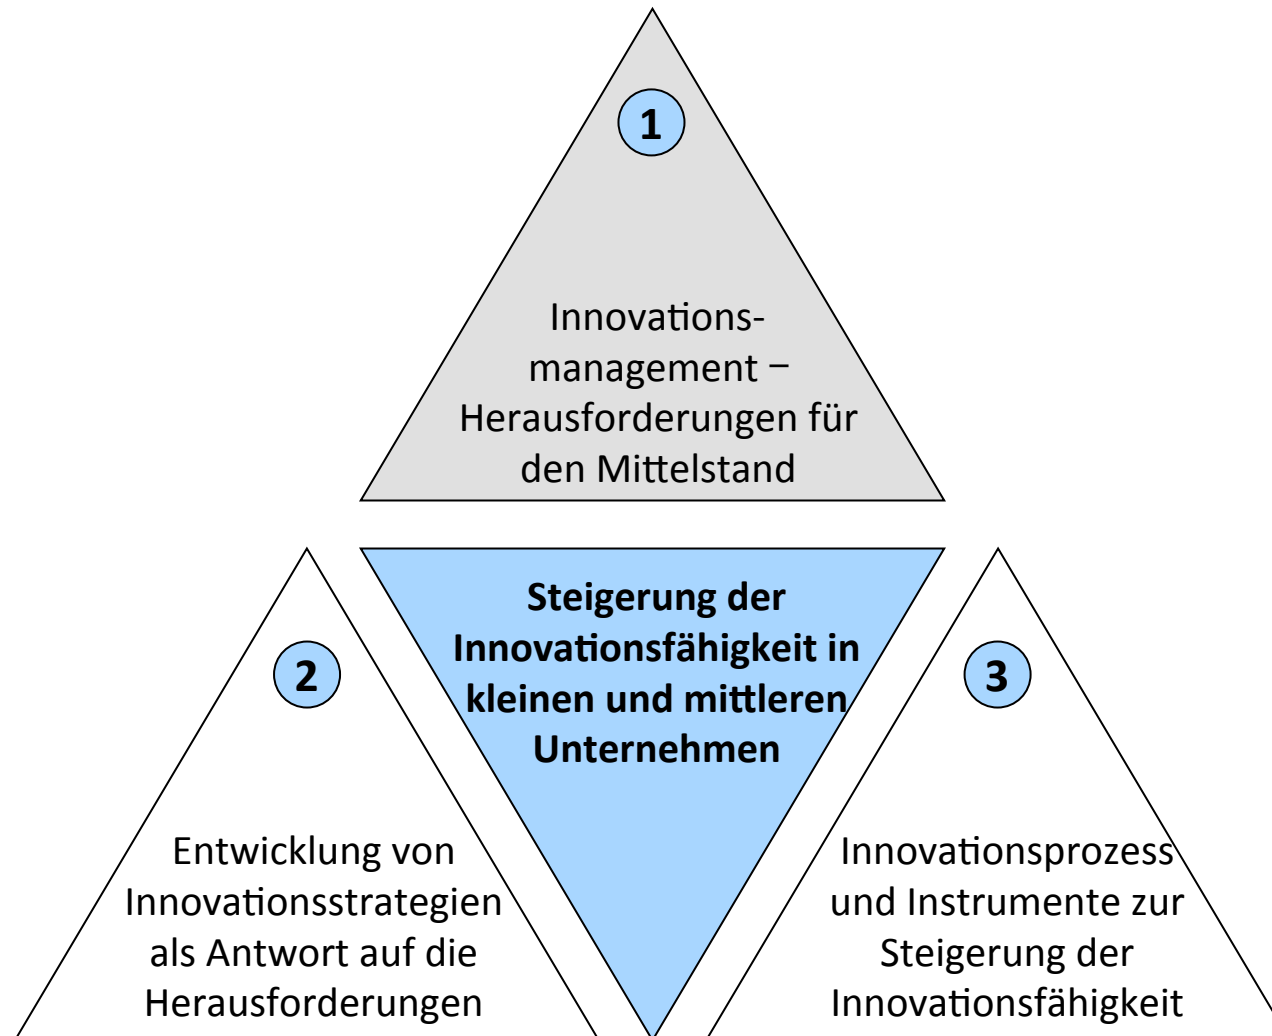 1
Innovations-
management –
Herausforderungen für
den Mittelstand
Steigerung der
Innovationsfähigkeit in
kleinen und mittleren
Unternehmen
2
Entwicklung von
Innovationsstrategien
als Antwort auf die
Herausforderungen
3
Innovationsprozess
und Instrumente zur
Steigerung der
Innovationsfähigkeit